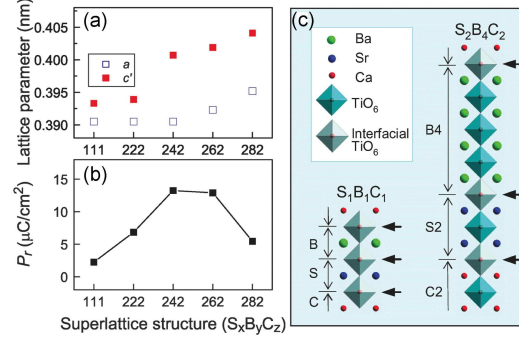 (a)
Lattice parameter (nm)
0.405
0.400
0.395
0.390
a
c'
111 222 242 262 282
(b)
Pr (μC/cm²)
15
10
5
0
111 222 242 262 282
Superlattice structure (SxByCz)
(c)
Ba
Sr
Ca
TiO6
Interfacial
TiO6
S1B1C1
B
S
C
S2B4C2
B4
S2
C2